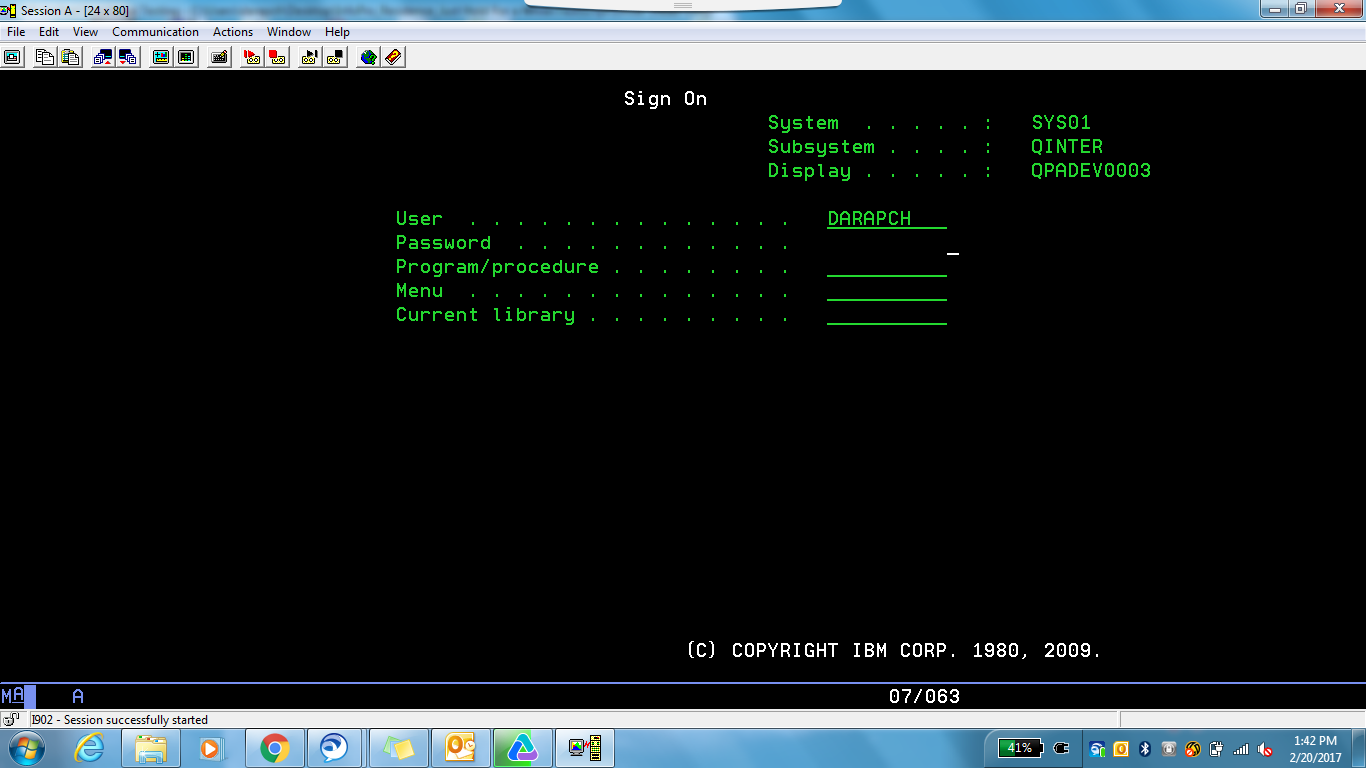 Session A - [24 x 80]
File Edit View Communication Actions Window Help
Sign On
System . . . . . : SYS01
Subsystem . . . . : QINTER
Display . . . . . : QPADEV0003
User . . . . . . . . . . . . . . DARAPCH
Password . . . . . . . . . . . .
Program/procedure . . . . . . . .
Menu . . . . . . . . . . . . . .
Current library . . . . . . . . .
(C) COPYRIGHT IBM CORP. 1980, 2009.
MA A 07/063
I902 - Session successfully started
41% 1:42 PM
2/20/2017